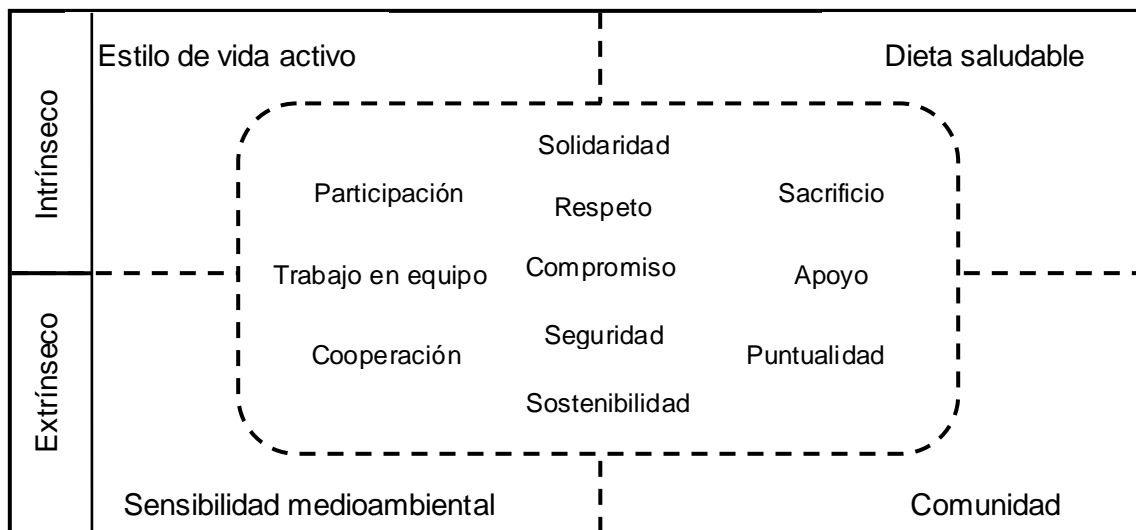 Intrínseco
Extrínseco
Estilo de vida activo
Dieta saludable
Solidaridad
Participación
Respeto
Sacrificio
Trabajo en equipo
Compromiso
Apoyo
Cooperación
Seguridad
Puntualidad
Sostenibilidad
Sensibilidad medioambiental
Comunidad